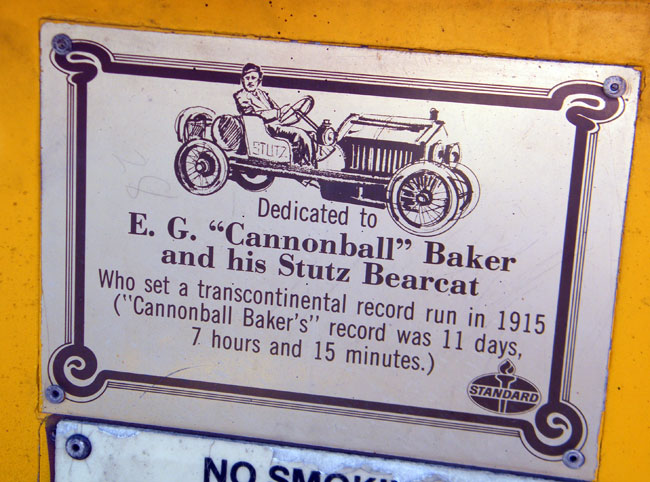 STUTZ
Dedicated to
E. G. “Cannonball” Baker
and his Stutz Bearcat
Who set a transcontinental record run in 1915
("Cannonball Baker's" record was 11 days,
7 hours and 15 minutes.)
STANDARD
NO